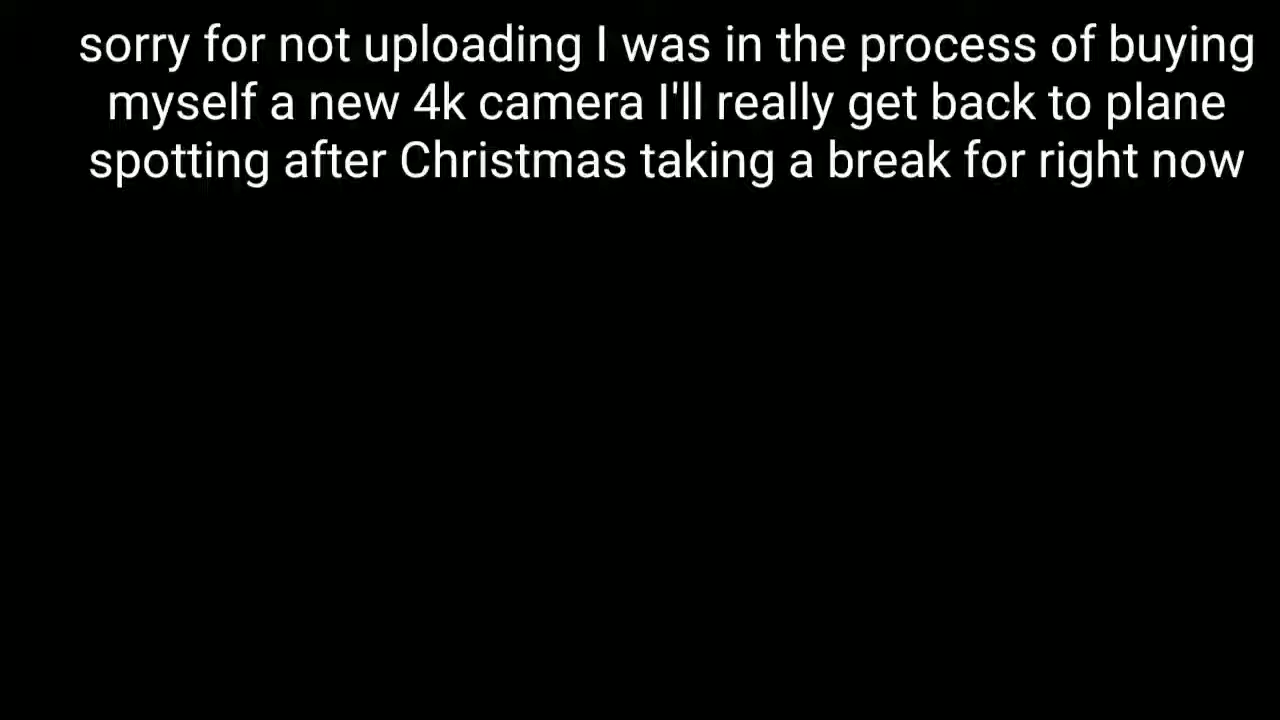 sorry for not uploading I was in the process of buying
myself a new 4k camera I'll really get back to plane
spotting after Christmas taking a break for right now